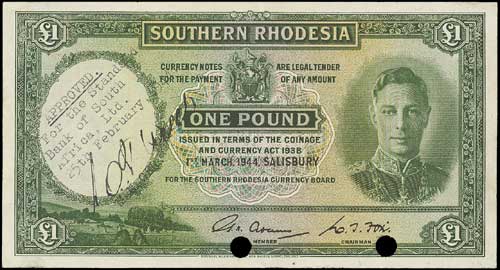 £1
SOUTHERN RHODESIA
£1
CURRENCY NOTES ARE LEGAL TENDER
FOR THE PAYMENT OF ANY AMOUNT
APPROVED
For the Stand
Bank of South
Africa Ltd
February
ONE POUND
ISSUED IN TERMS OF THE COINAGE
AND CURRENCY ACT 1938
1ST MARCH, 1944, SALISBURY
FOR THE SOUTHERN RHODESIA CURRENCY BOARD
MEMBER
CHAIRMAN
£1
£1